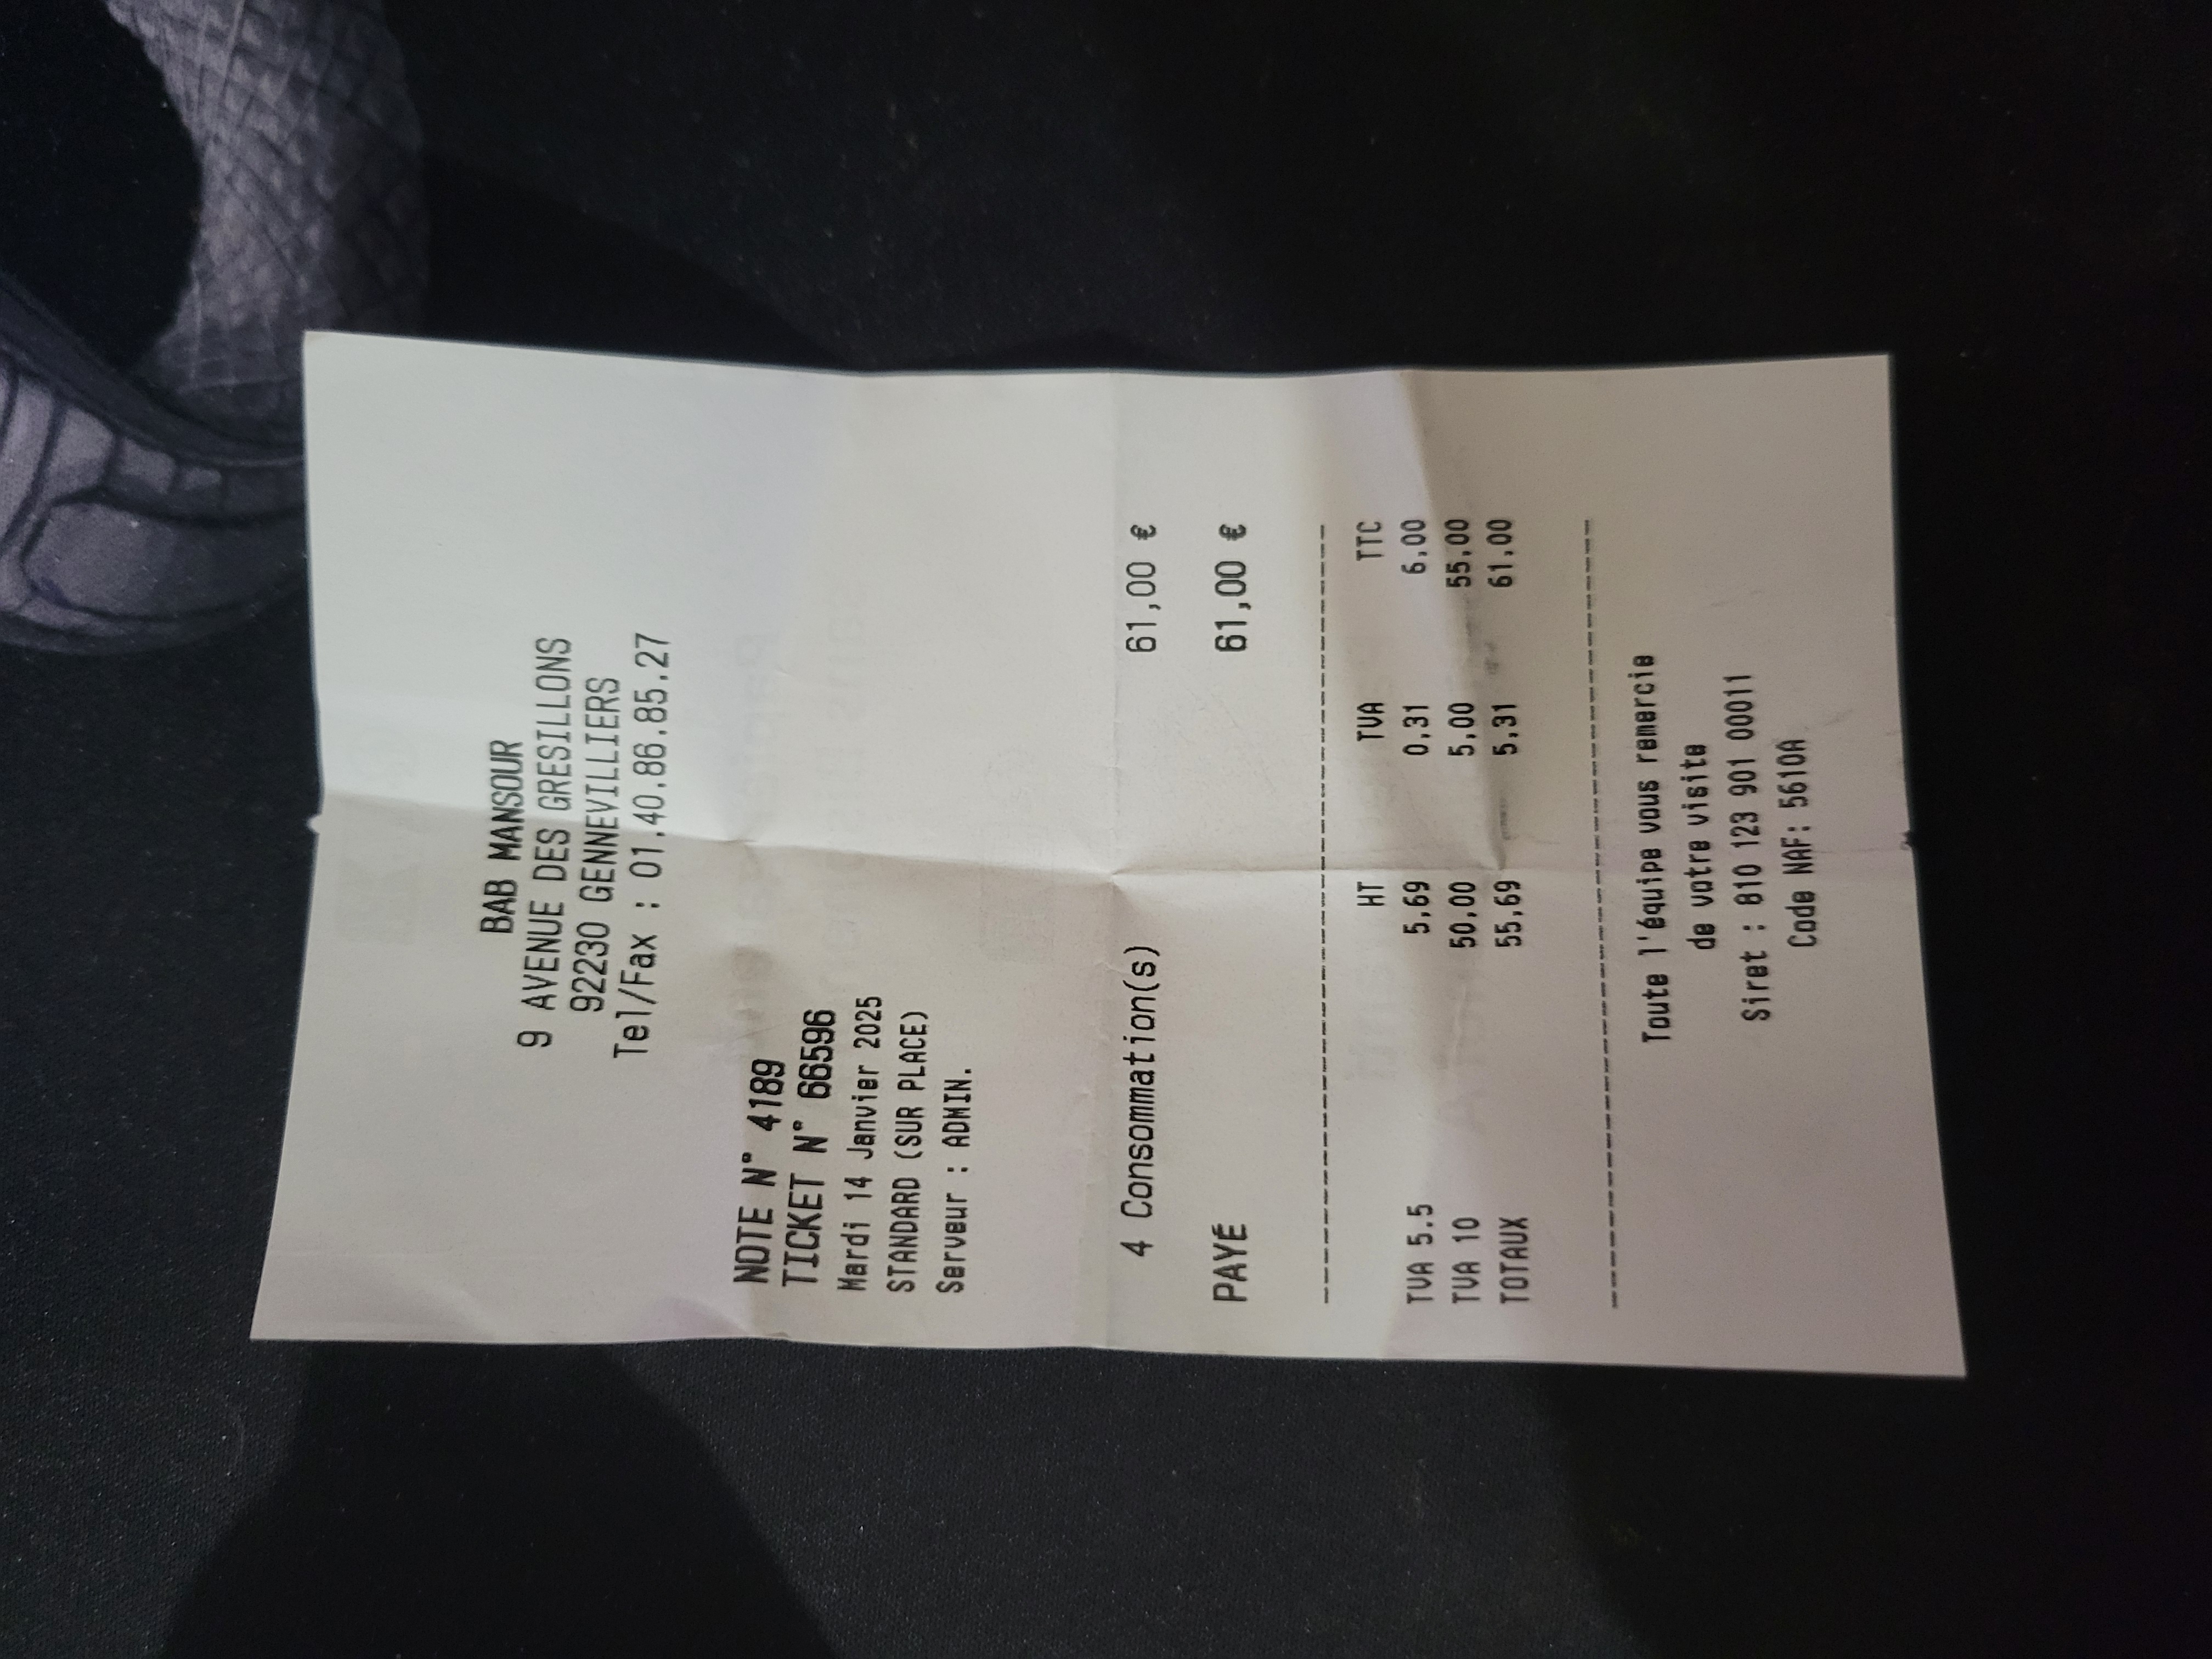 BAB MANSOUR
9 AVENUE DES GRESILLONS
92230 GENNEVILLIERS
Tel/Fax : 01.40.86.85.27
NOTE N° 4189
TICKET N° 66596
Mardi 14 Janvier 2025
STANDARD (SUR PLACE)
Serveur : ADMIN.
4 Consommation(s) 61,00 €
PAYÉ 61,00 €
HT TVA TTC
TVA 5.5 5,69 0,31 6,00
TVA 10 50,00 5,00 55,00
TOTAUX 55,69 5,31 61,00
Toute l'équipe vous remercie
de votre visite
Siret : 810 123 901 00011
Code NAF: 5610A